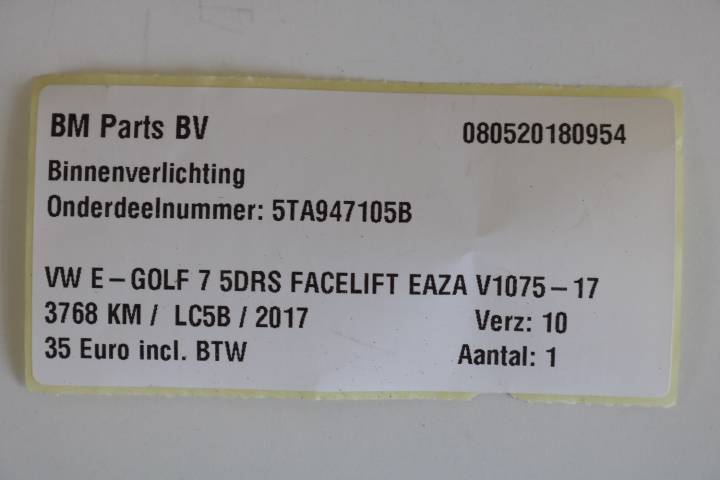 BM Parts BV 080520180954
Binnenverlichting
Onderdeelnummer: 5TA947105B
VW E-GOLF 7 5DRS FACELIFT EAZA V1075-17
3768 KM / LC5B / 2017 Verz: 10
35 Euro incl. BTW Aantal: 1